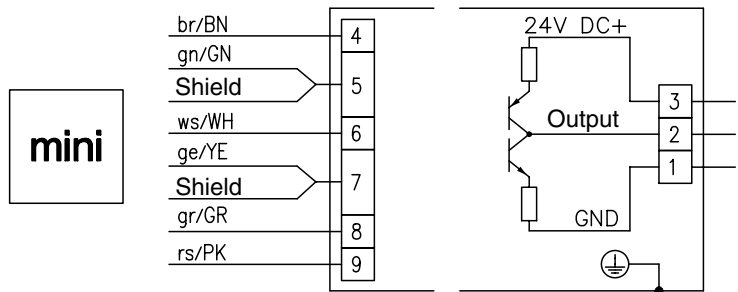 mini
br/BN
4
gn/GN
Shield
5
ws/WH
6
ge/YE
Shield
7
gr/GR
8
rs/PK
9
24V DC+
3
Output
2
1
GND